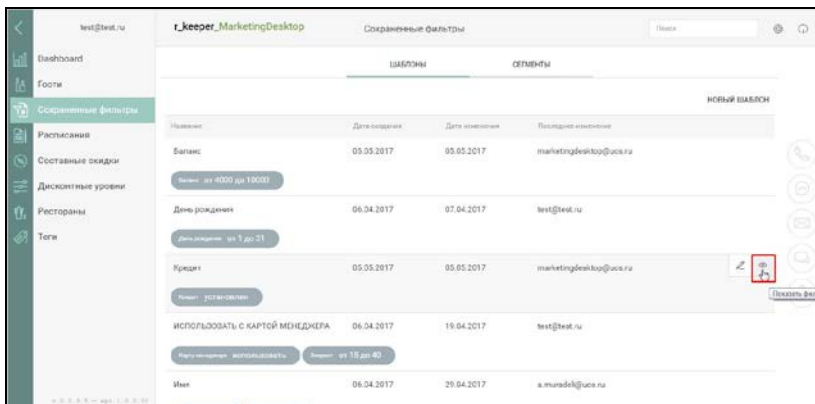 test@test.ru
r_keeper_MarketingDesktop
Сохраненные фильтры
Поиск
Dashboard
Гости
Сохраненные фильтры
Расписания
Составные скидки
Дисконтные уровни
Рестораны
Теги
ШАБЛОНЫ
СЕГМЕНТЫ
НОВЫЙ ШАБЛОН
Название Дата создания Дата изменения Последнее изменение
Баланс 05.05.2017 05.05.2017 marketingdesktop@ucs.ru
Баланс от 4000 до 10000
День рождения 06.04.2017 07.04.2017 test@test.ru
День рождения от 1 до 31
Кредит 05.05.2017 05.05.2017 marketingdesktop@ucs.ru
Кредит установлен
Показать фил
ИСПОЛЬЗОВАТЬ С КАРТОЙ МЕНЕДЖЕРА 06.04.2017 19.04.2017 test@test.ru
Карта менеджера использовать Возраст от 15 до 40
Имя 06.04.2017 29.04.2017 a.muradeli@ucs.ru